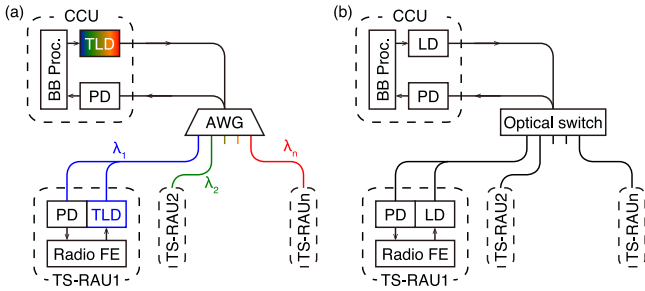 (a)
CCU
BB Proc.
TLD
PD
AWG
λ1
λ2
λn
PD
TLD
Radio FE
TS-RAU1
TS-RAU2
TS-RAUn
(b)
CCU
BB Proc.
LD
PD
Optical switch
PD
LD
Radio FE
TS-RAU1
TS-RAU2
TS-RAUn